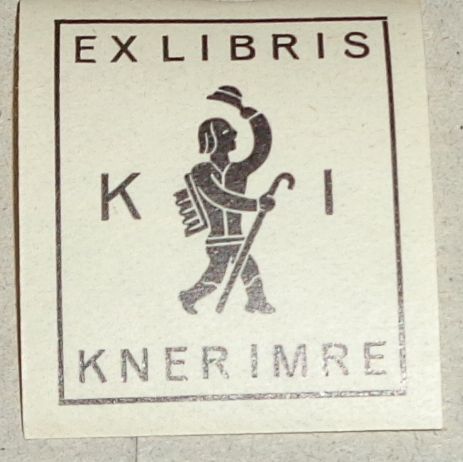 EX LIBRIS
K I
KNER IMRE